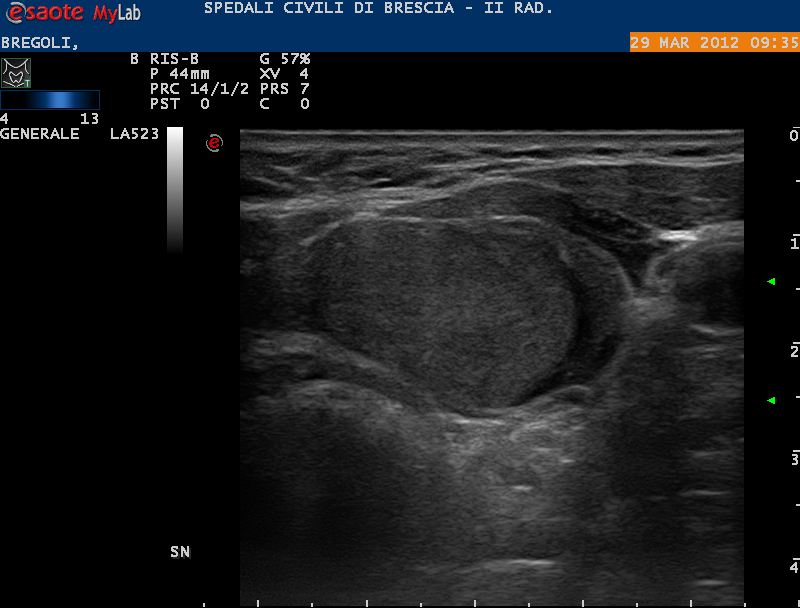 esaote MyLab
SPEDALI CIVILI DI BRESCIA - II RAD.
BREGOLI,
29 MAR 2012 09:35
B RIS-B G 57%
P 44mm XV 4
PRC 14/1/2 PRS 7
PST 0 C 0
T
4 13
GENERALE LA523
e
0
1
2
3
SN
4